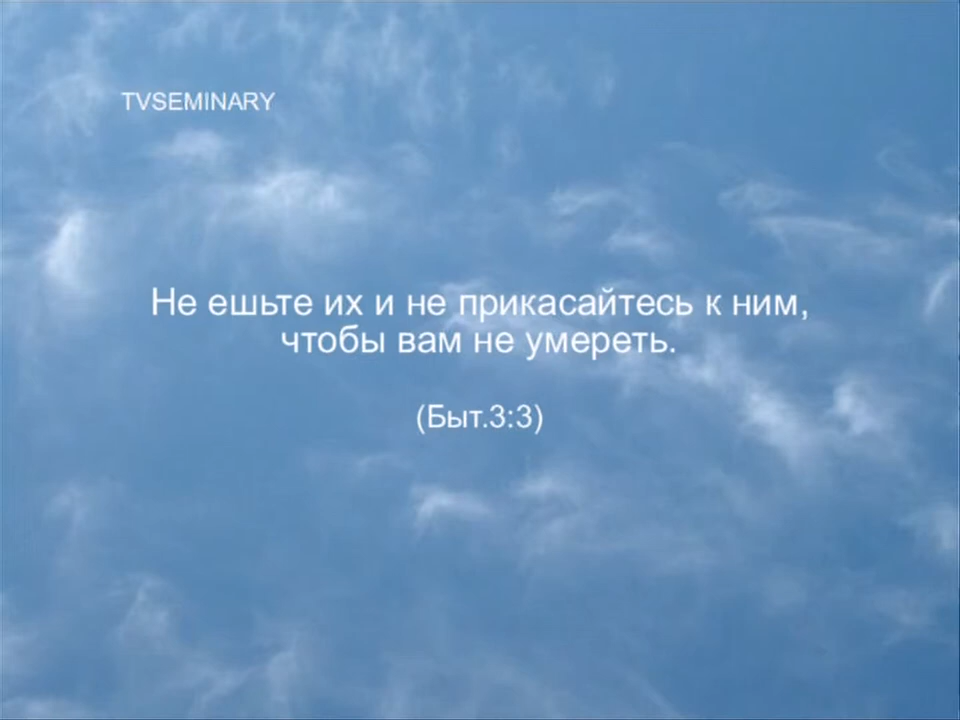 TVSEMINARY
Не ешьте их и не прикасайтесь к ним,
чтобы вам не умереть.
(Быт.3:3)